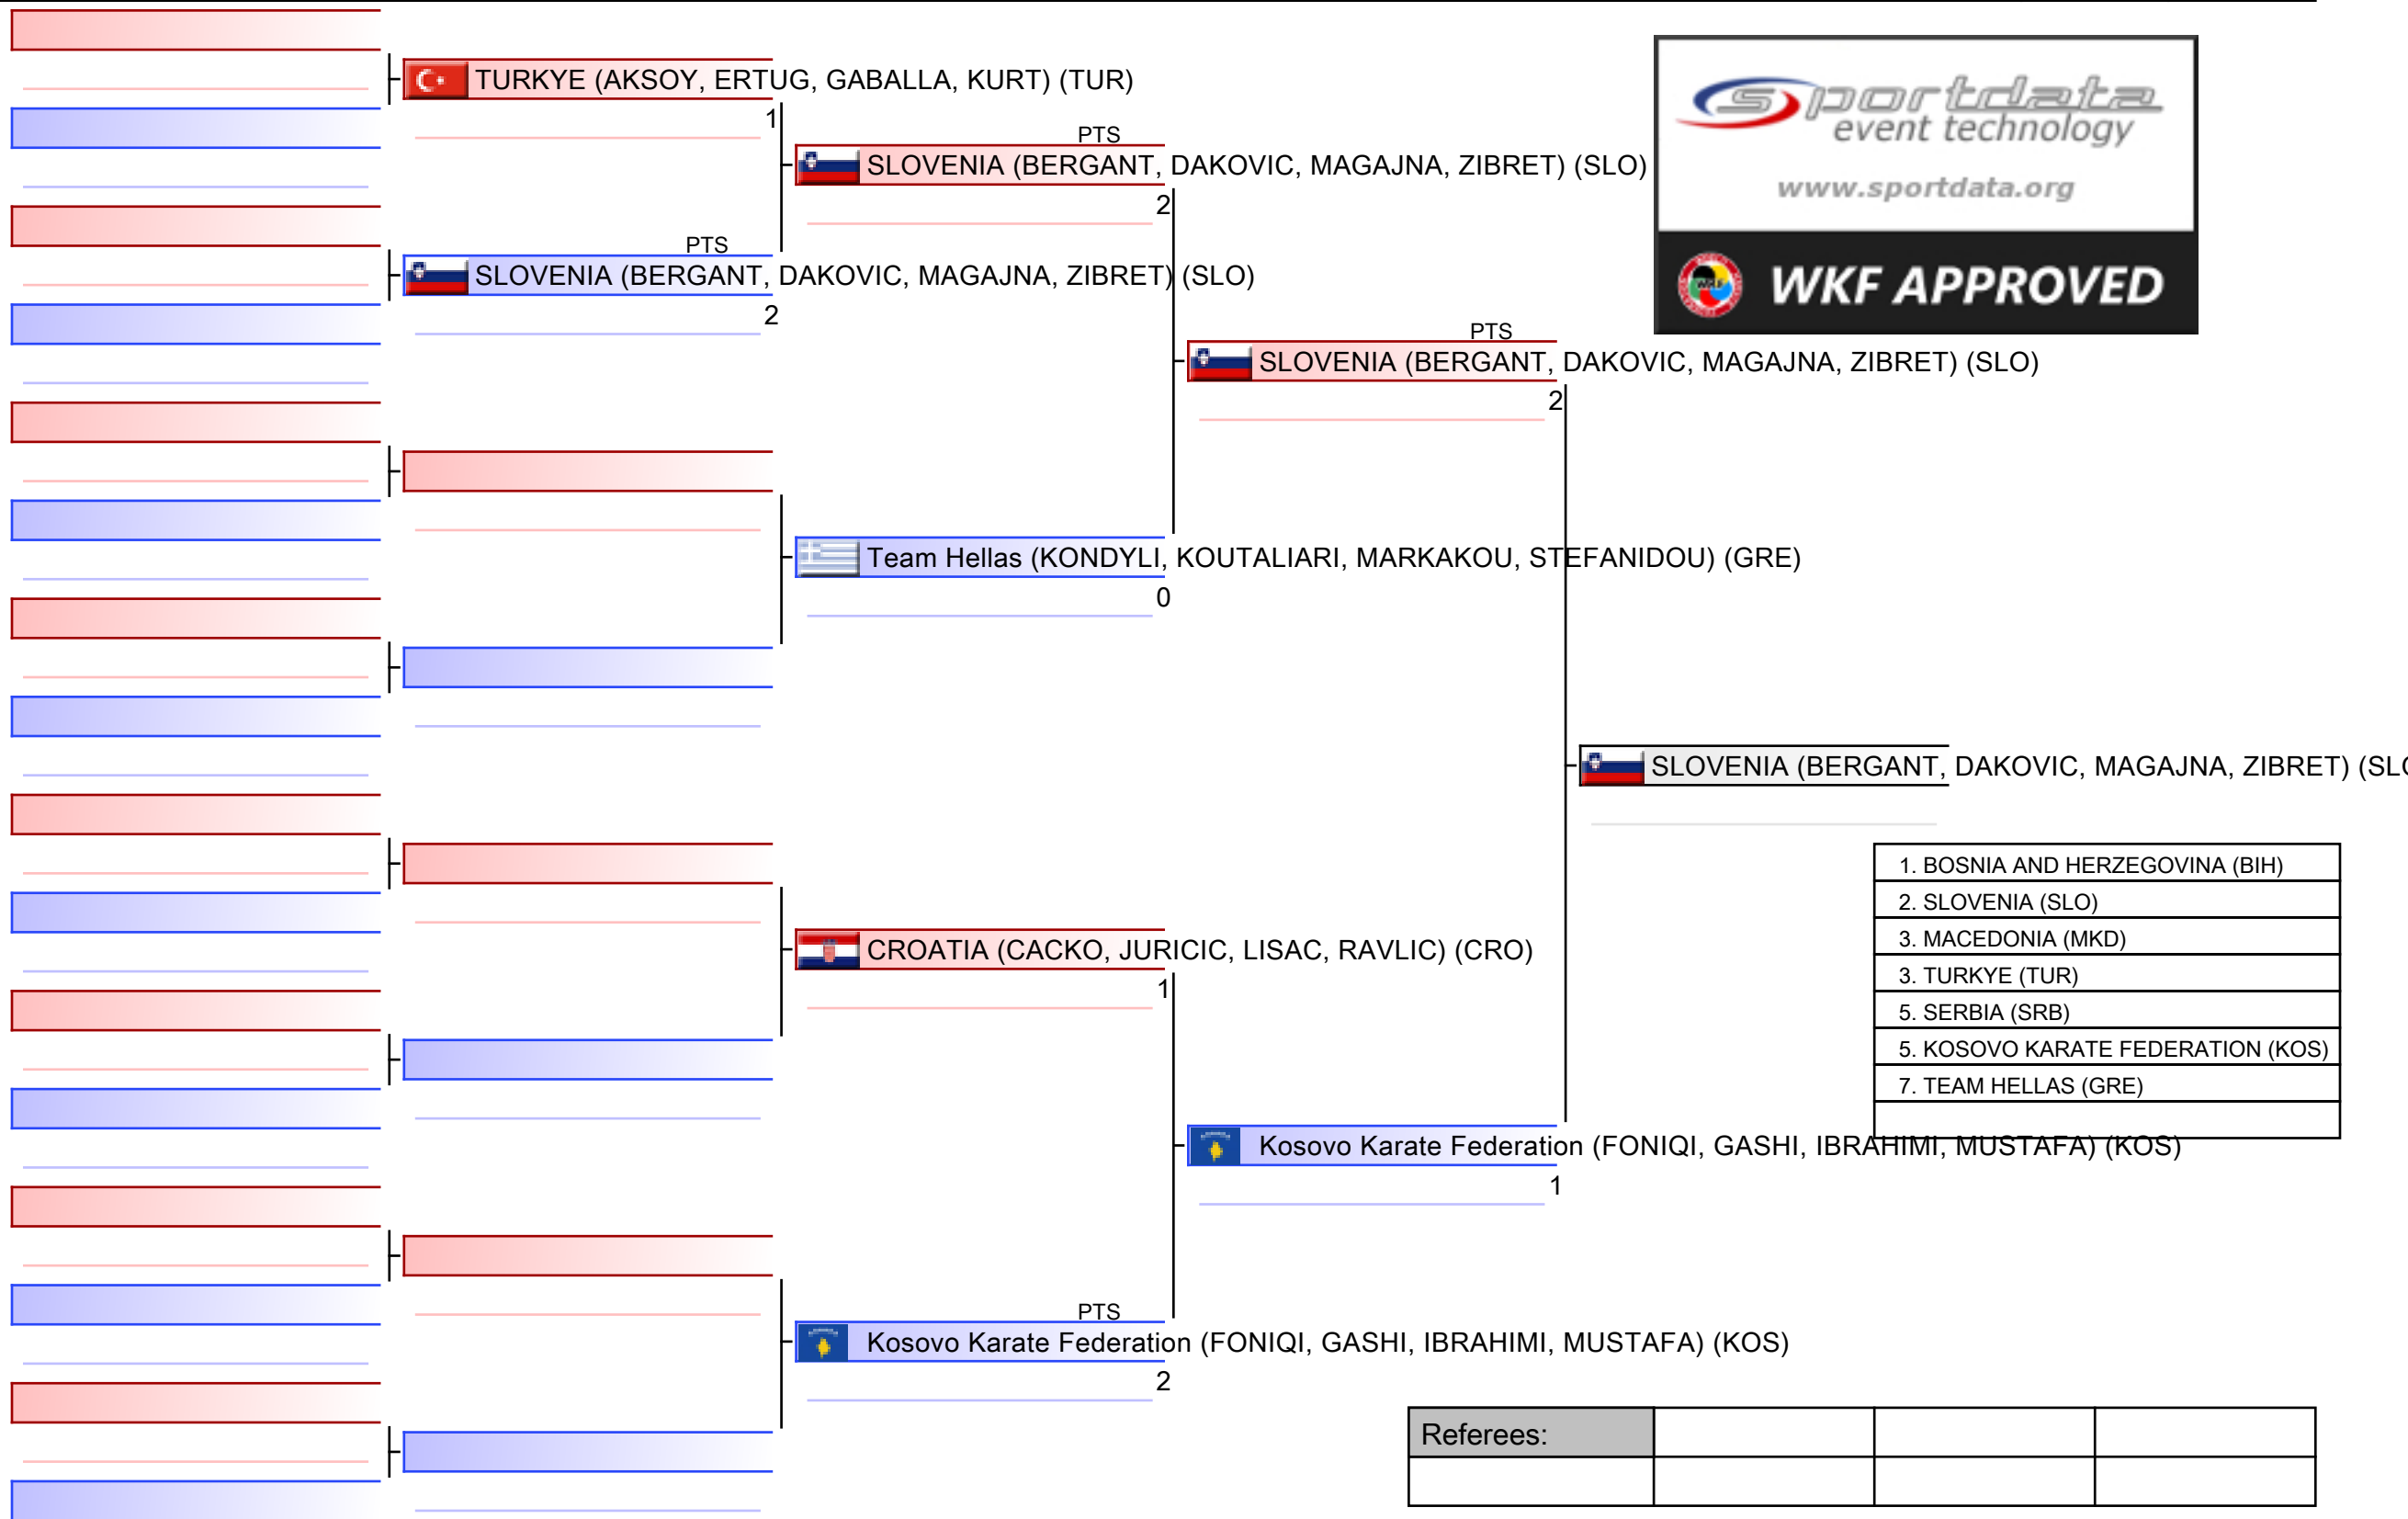 TURKYE (AKSOY, ERTUG, GABALLA, KURT) (TUR)
1
PTS
SLOVENIA (BERGANT, DAKOVIC, MAGAJNA, ZIBRET) (SLO)
2
PTS
SLOVENIA (BERGANT, DAKOVIC, MAGAJNA, ZIBRET) (SLO)
2
PTS
SLOVENIA (BERGANT, DAKOVIC, MAGAJNA, ZIBRET) (SLO)
2
Team Hellas (KONDYLI, KOUTALIARI, MARKAKOU, STEFANIDOU) (GRE)
0
SLOVENIA (BERGANT, DAKOVIC, MAGAJNA, ZIBRET) (SLO
CROATIA (CACKO, JURICIC, LISAC, RAVLIC) (CRO)
1
Kosovo Karate Federation (FONIQI, GASHI, IBRAHIMI, MUSTAFA) (KOS)
1
PTS
Kosovo Karate Federation (FONIQI, GASHI, IBRAHIMI, MUSTAFA) (KOS)
2
sportdata
event technology
www.sportdata.org
WKF APPROVED
1. BOSNIA AND HERZEGOVINA (BIH)
2. SLOVENIA (SLO)
3. MACEDONIA (MKD)
3. TURKYE (TUR)
5. SERBIA (SRB)
5. KOSOVO KARATE FEDERATION (KOS)
7. TEAM HELLAS (GRE)
Referees: